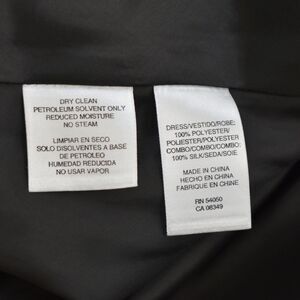 DRY CLEAN
PETROLEUM SOLVENT ONLY
REDUCED MOISTURE
NO STEAM
LIMPIAR EN SECO
SOLO DISOLVENTES A BASE
DE PETROLEO
HUMEDAD REDUCIDA
NO USAR VAPOR
DRESS/VESTIDO/ROBE:
100% POLYESTER/
POLIESTER/POLYESTER
COMBO/COMBO/COMBO:
100% SILK/SEDA/SOIE
MADE IN CHINA
HECHO EN CHINA
FABRIQUE EN CHINE
RN 54050
CA 08349